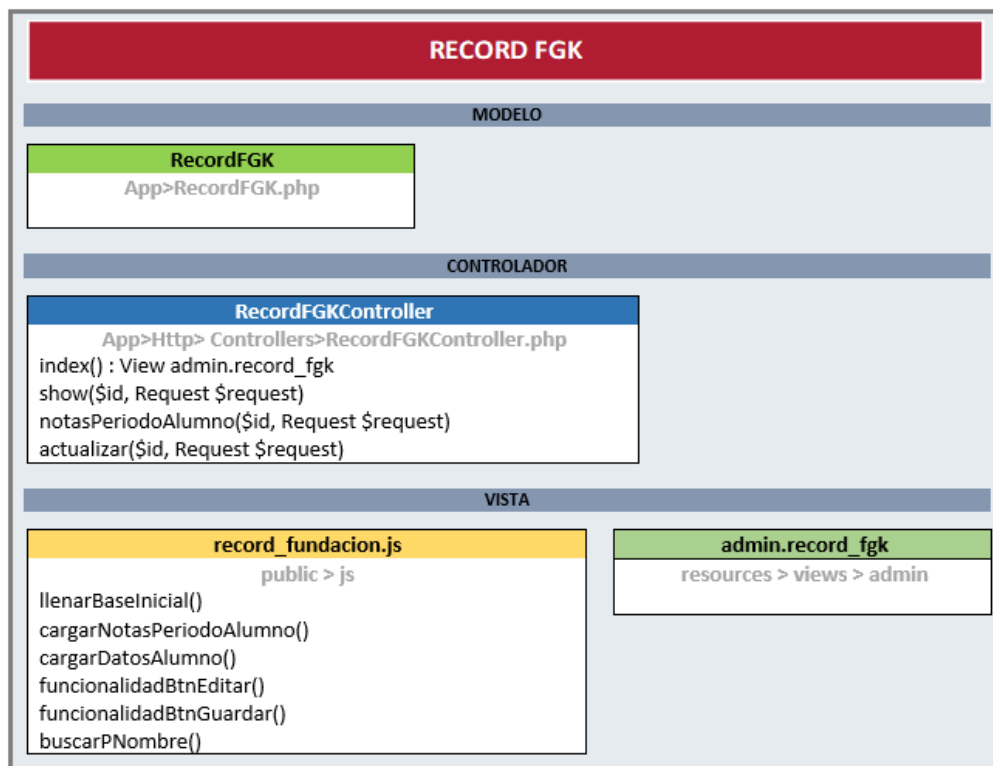 RECORD FGK
MODELO
RecordFGK
App>RecordFGK.php
CONTROLADOR
RecordFGKController
App>Http> Controllers>RecordFGKController.php
index() : View admin.record_fgk
show($id, Request $request)
notasPeriodoAlumno($id, Request $request)
actualizar($id, Request $request)
VISTA
record_fundacion.js
public > js
llenarBaseInicial()
cargarNotasPeriodoAlumno()
cargarDatosAlumno()
funcionalidadBtnEditar()
funcionalidadBtnGuardar()
buscarPNombre()
admin.record_fgk
resources > views > admin